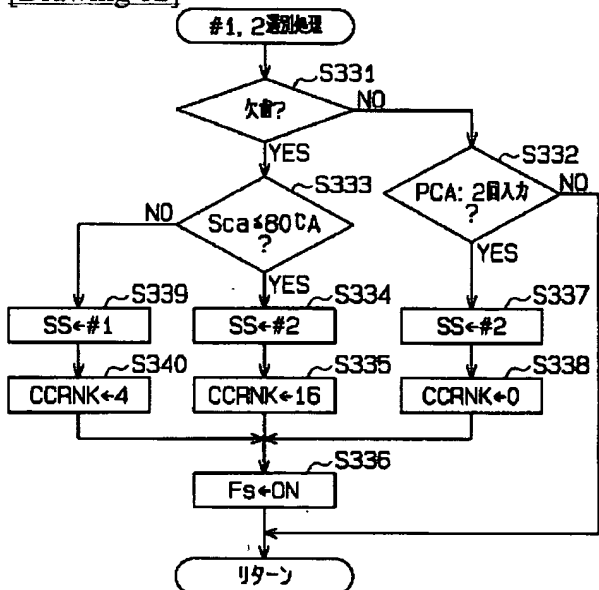 #1, 2選別処理
S331
欠歯?
NO
YES
S332
PCA: 2回入力
?
NO
YES
S333
Sca≦80℃A
?
NO
YES
S339
SS←#1
S334
SS←#2
S337
SS←#2
S340
CCRNK←4
S335
CCRNK←16
S338
CCRNK←0
S336
Fs←ON
リターン